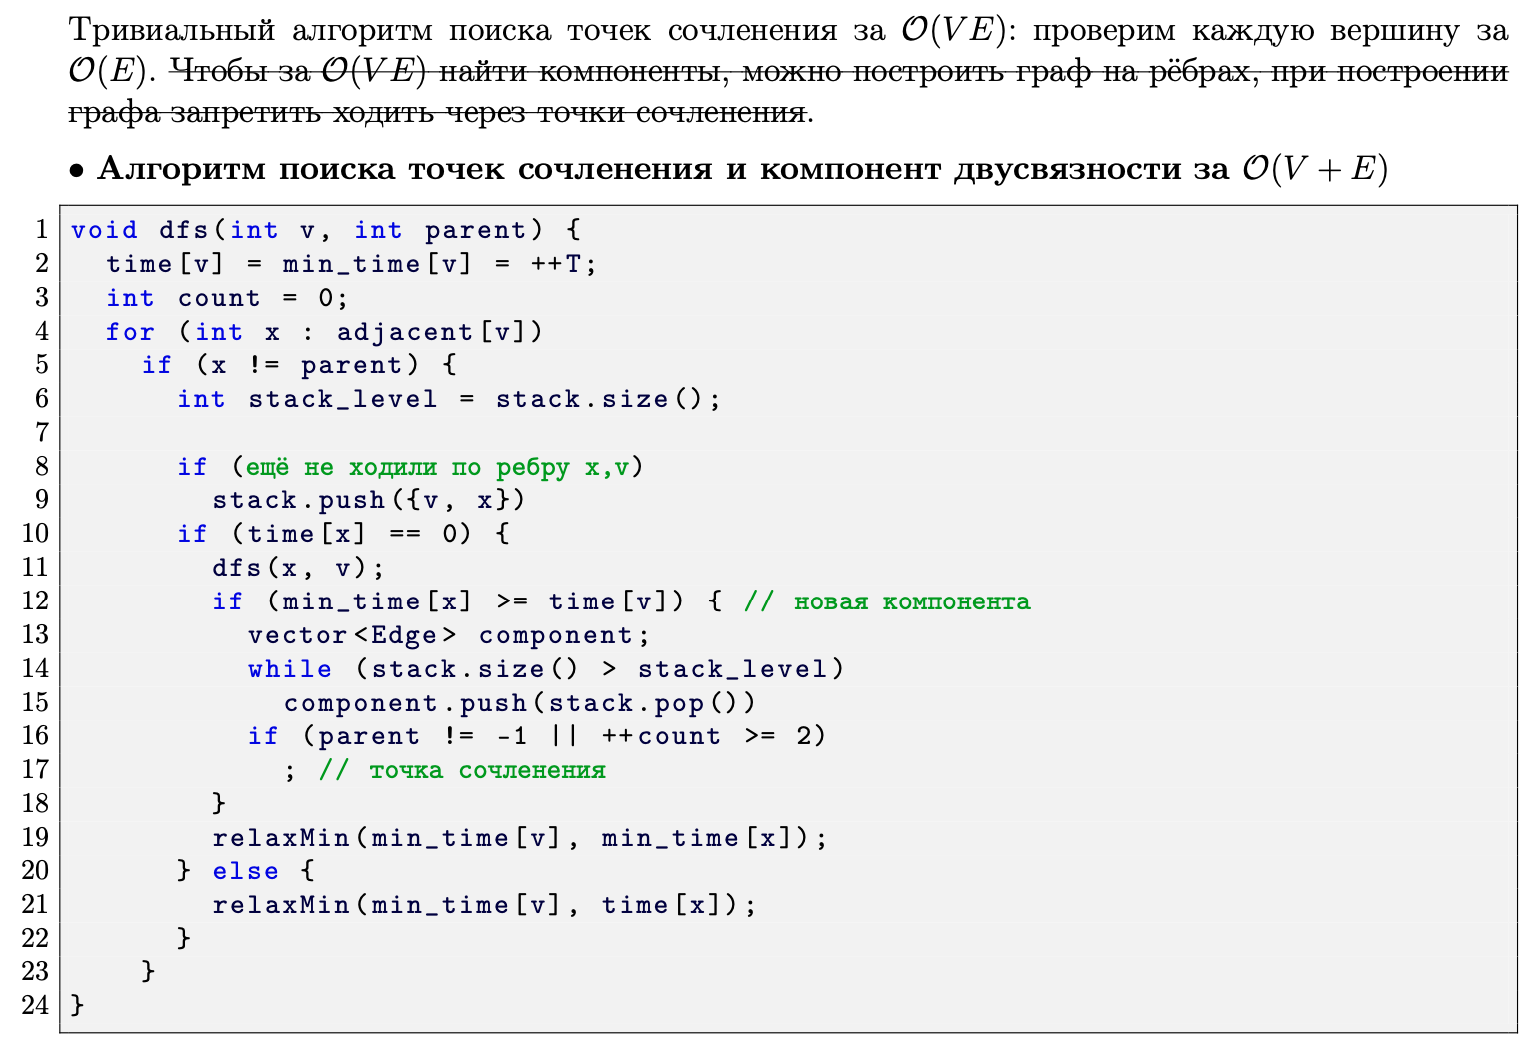 Тривиальный алгоритм поиска точек сочленения за O(VE): проверим каждую вершину за
O(E). Чтобы за O(VE) найти компоненты, можно построить граф на рёбрах, при построении
графа запретить ходить через точки сочленения.
• Алгоритм поиска точек сочленения и компонент двусвязности за O(V + E)
1 void dfs(int v, int parent) {
2   time[v] = min_time[v] = ++T;
3   int count = 0;
4   for (int x : adjacent[v])
5     if (x != parent) {
6       int stack_level = stack.size();
7
8       if (ещё не ходили по ребру x,v)
9         stack.push({v, x})
10       if (time[x] == 0) {
11         dfs(x, v);
12         if (min_time[x] >= time[v]) { // новая компонента
13           vector<Edge> component;
14           while (stack.size() > stack_level)
15             component.push(stack.pop())
16           if (parent != -1 || ++count >= 2)
17             ; // точка сочленения
18         }
19         relaxMin(min_time[v], min_time[x]);
20       } else {
21         relaxMin(min_time[v], time[x]);
22       }
23     }
24 }